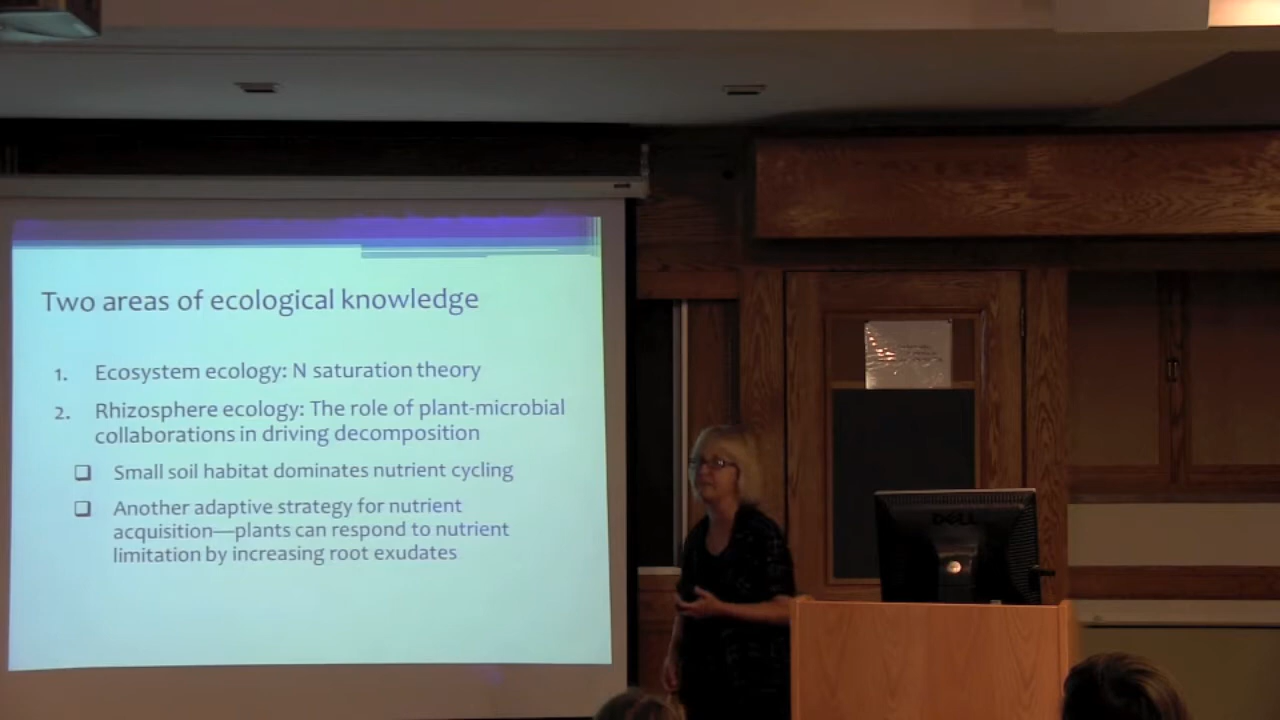 Two areas of ecological knowledge
1. Ecosystem ecology: N saturation theory
2. Rhizosphere ecology: The role of plant-microbial
collaborations in driving decomposition
Small soil habitat dominates nutrient cycling
Another adaptive strategy for nutrient
acquisition—plants can respond to nutrient
limitation by increasing root exudates
DELL